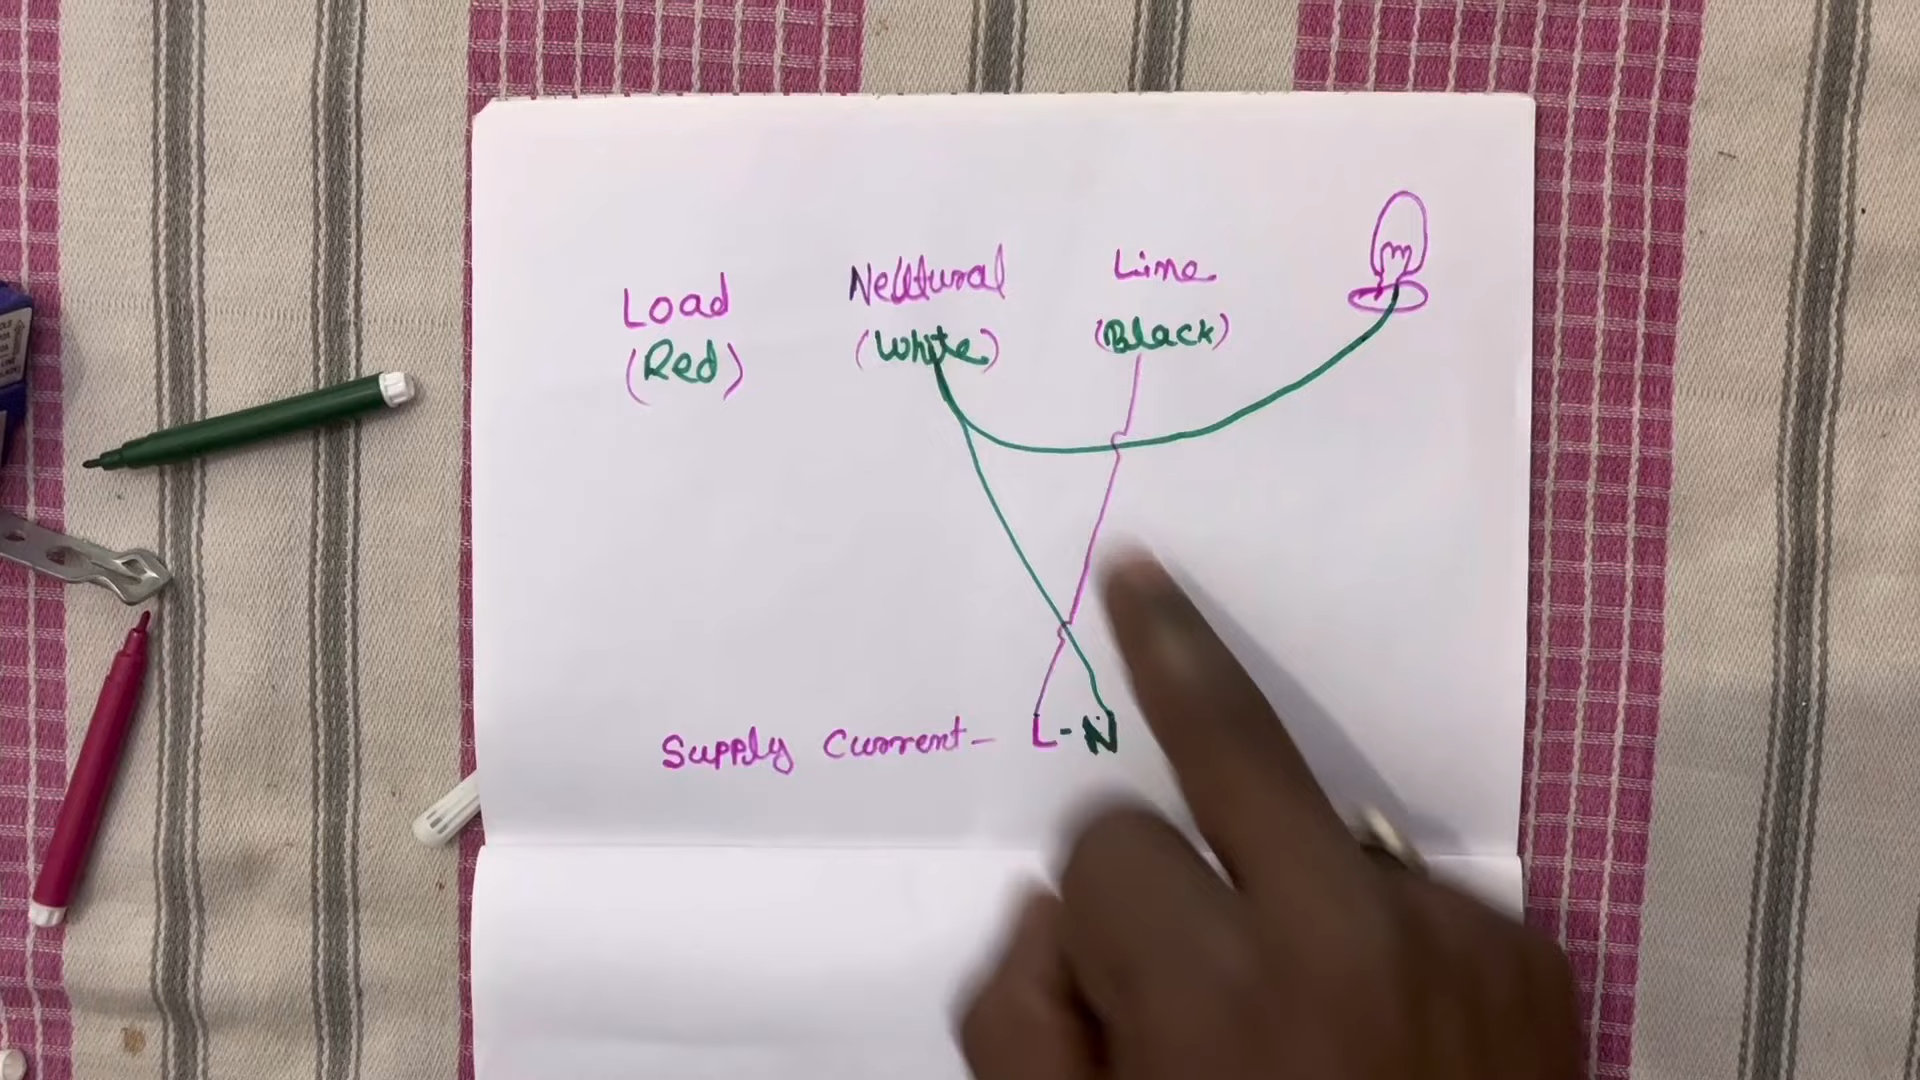 Load Nelltural Line
(Red) (White) (Black)
Supply Current - L-N